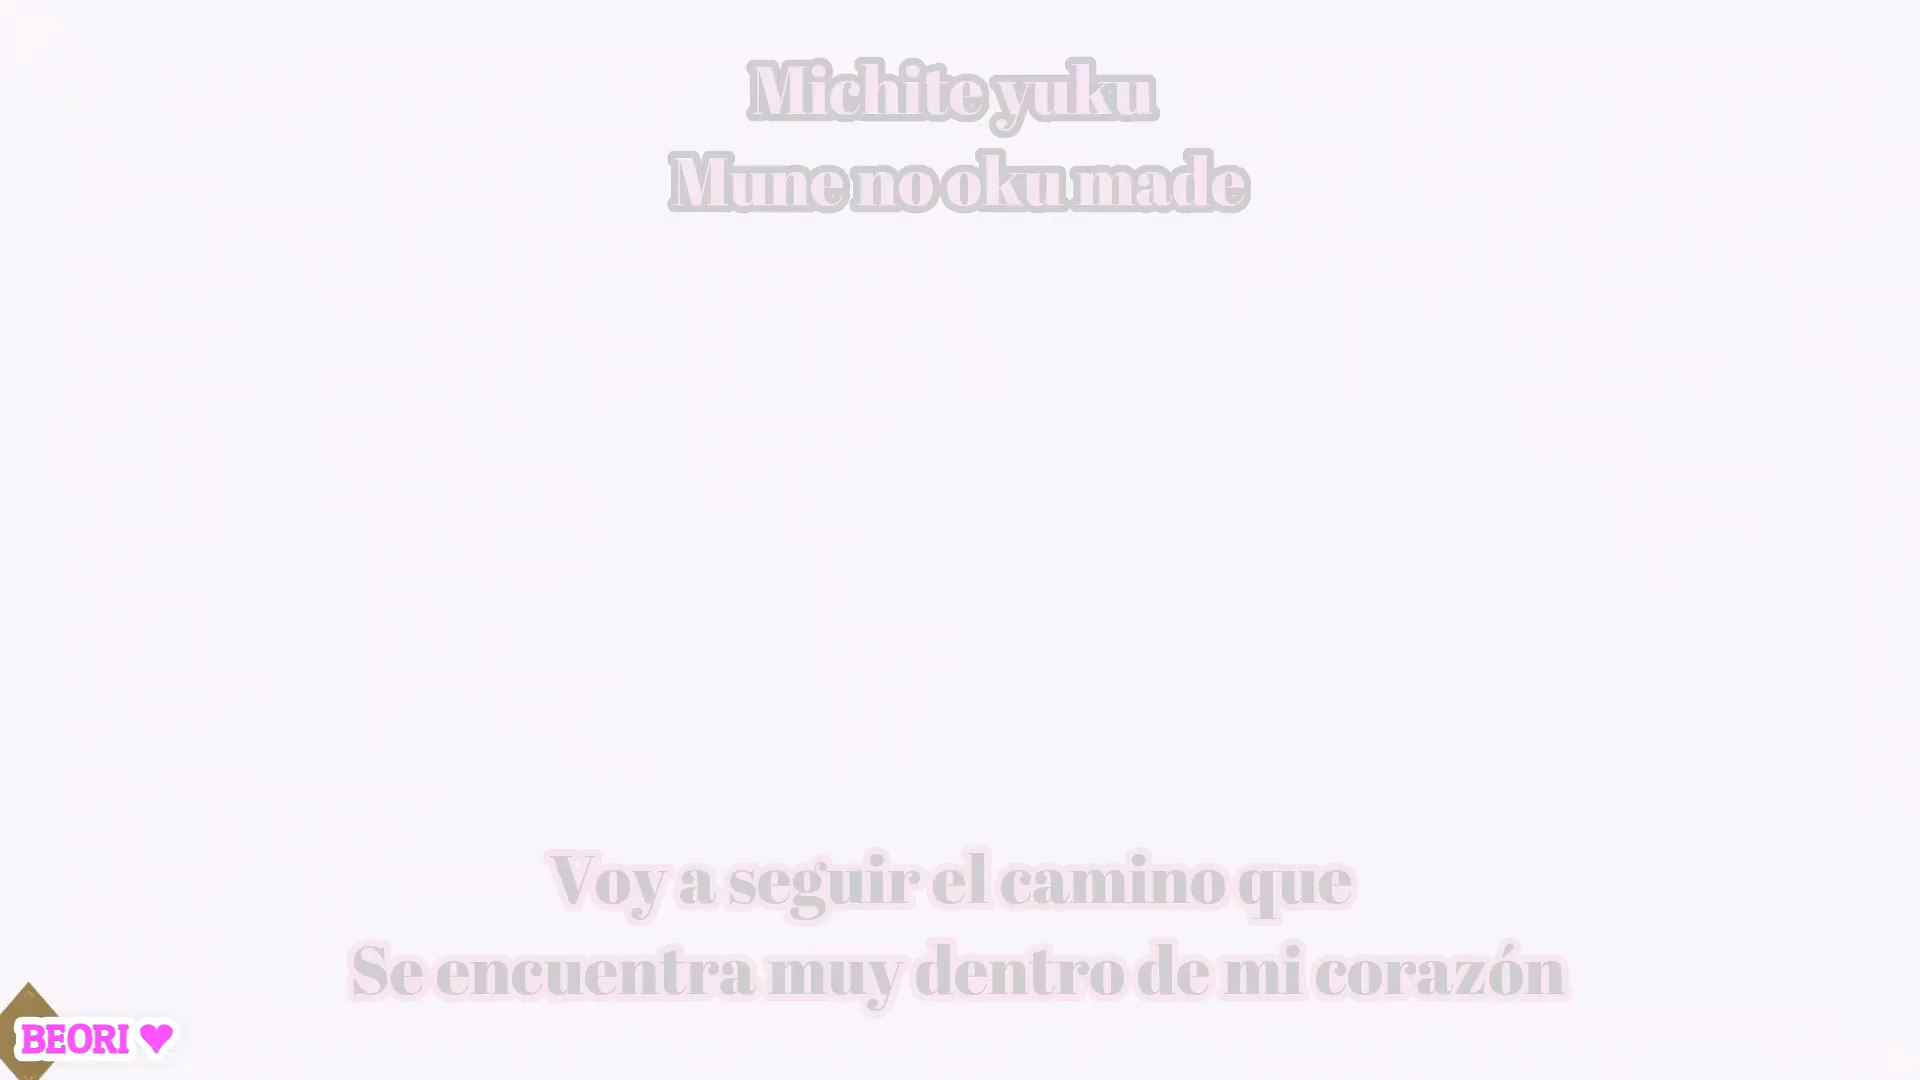 Michite yuku
Mune no oku made
Voy a seguir el camino que
Se encuentra muy dentro de mi corazón
BEORI ♥